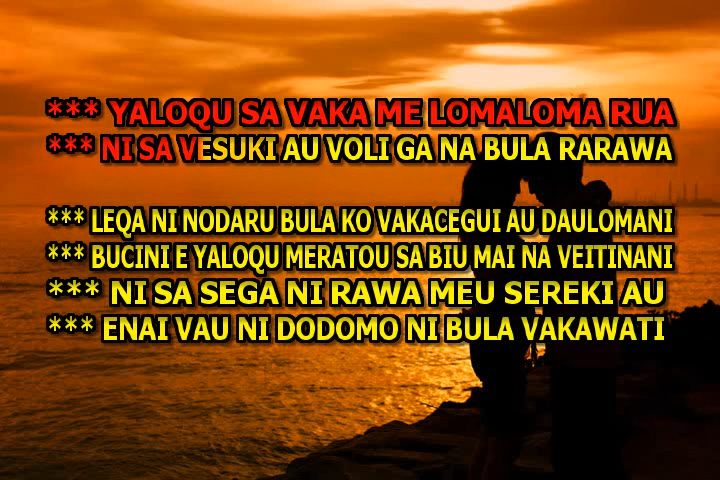 *** YALOQU SA VAKA ME LOMALOMA RUA
*** NI SA VESUKI AU VOLI GA NA BULA RARAWA
*** LEQA NI NODARU BULA KO VAKACEGUI AU DAULOMANI
*** BUCINI E YALOQU MERATOU SA BIU MAI NA VEITINANI
*** NI SA SEGA NI RAWA MEU SEREKI AU
*** ENAI VAU NI DODOMO NI BULA VAKAWATI